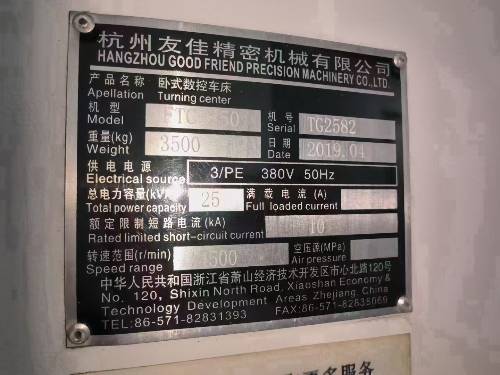 杭州友佳精密机械有限公司
HANGZHOU GOOD FRIEND PRECISION MACHINERY CO.,LTD.
产品名称 卧式数控车床
Apellation Turning center
机型 机号
Model Serial TG2582
重量(kg) 3500 日期 2019.04
Weight Date
供电电源 3/PE 380V 50Hz
Electrical source
总电力容量(kVA) 25 满载电流(A)
Total power capacity Full loaded current
额定限制短路电流(kA) 10
Rated limited short-circuit current
转速范围(r/min) 空压源(MPa)
Speed range Air pressure
中华人民共和国浙江省萧山经济技术开发区市心北路120号
No. 120, Shixin North Road, Xiaoshan Economy &
Technology Development Areas Zhejiang, China
TEL:86-571-82831393 FAX:86-571-82835069
多服务